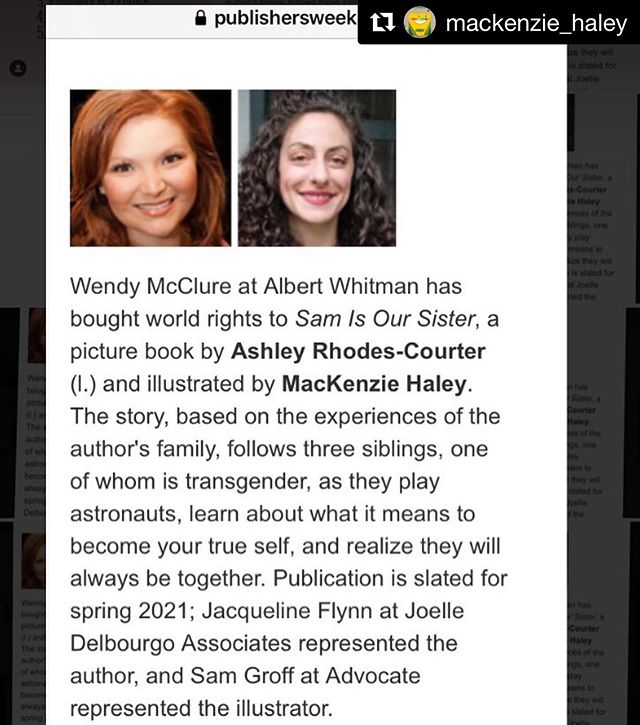 publishersweek
mackenzie_haley
Wendy McClure at Albert Whitman has
bought world rights to Sam Is Our Sister, a
picture book by Ashley Rhodes-Courter
(l.) and illustrated by MacKenzie Haley.
The story, based on the experiences of the
author's family, follows three siblings, one
of whom is transgender, as they play
astronauts, learn about what it means to
become your true self, and realize they will
always be together. Publication is slated for
spring 2021; Jacqueline Flynn at Joelle
Delbourgo Associates represented the
author, and Sam Groff at Advocate
represented the illustrator.